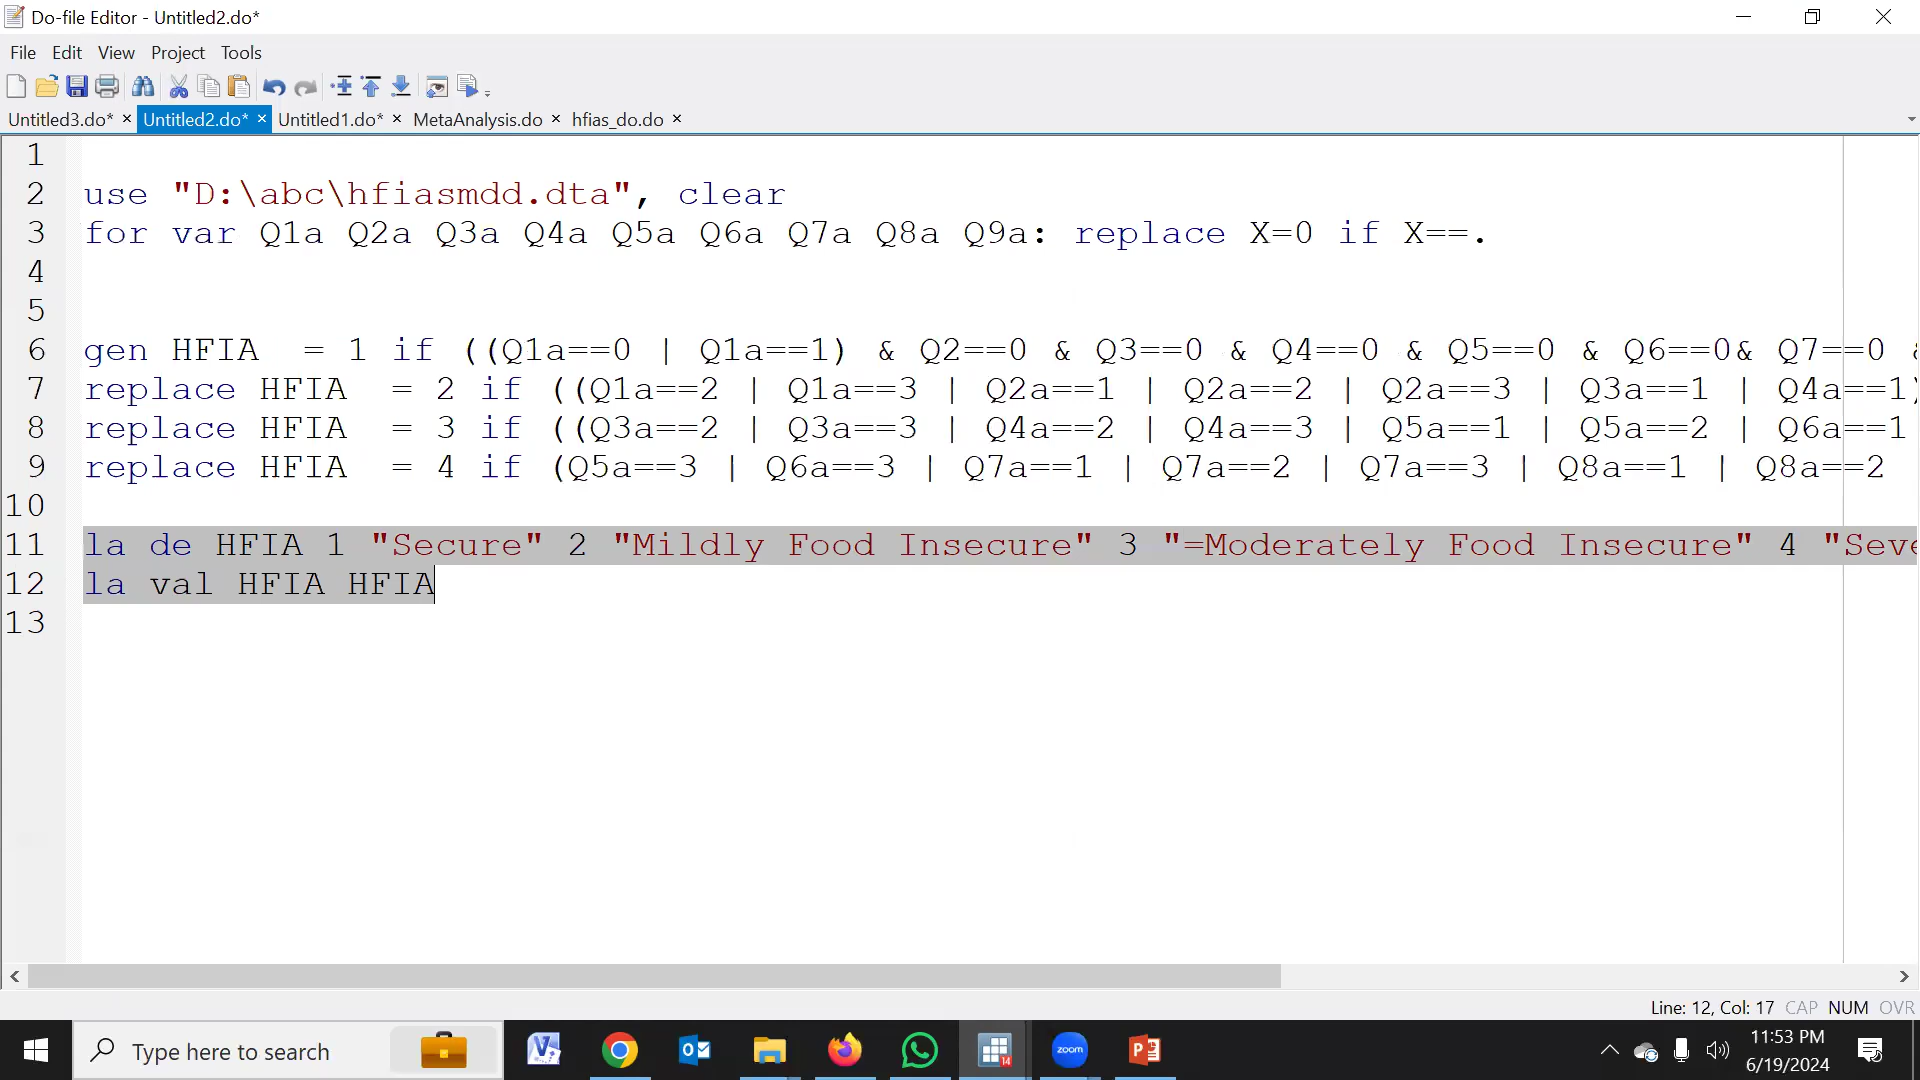 Do-file Editor - Untitled2.do*
File Edit View Project Tools
Untitled3.do* × Untitled2.do* × Untitled1.do* × MetaAnalysis.do × hfias_do.do ×
1
2 use "D:\abc\hfiasmdd.dta", clear
3 for var Q1a Q2a Q3a Q4a Q5a Q6a Q7a Q8a Q9a: replace X=0 if X==.
4
5
6 gen HFIA = 1 if ((Q1a==0 | Q1a==1) & Q2==0 & Q3==0 & Q4==0 & Q5==0 & Q6==0& Q7==0 &
7 replace HFIA = 2 if ((Q1a==2 | Q1a==3 | Q2a==1 | Q2a==2 | Q2a==3 | Q3a==1 | Q4a==1)
8 replace HFIA = 3 if ((Q3a==2 | Q3a==3 | Q4a==2 | Q4a==3 | Q5a==1 | Q5a==2 | Q6a==1
9 replace HFIA = 4 if (Q5a==3 | Q6a==3 | Q7a==1 | Q7a==2 | Q7a==3 | Q8a==1 | Q8a==2
10
11 la de HFIA 1 "Secure" 2 "Mildly Food Insecure" 3 "=Moderately Food Insecure" 4 "Seve
12 la val HFIA HFIA
13
Line: 12, Col: 17 CAP NUM OVR
Type here to search
14
zoom
11:53 PM
6/19/2024